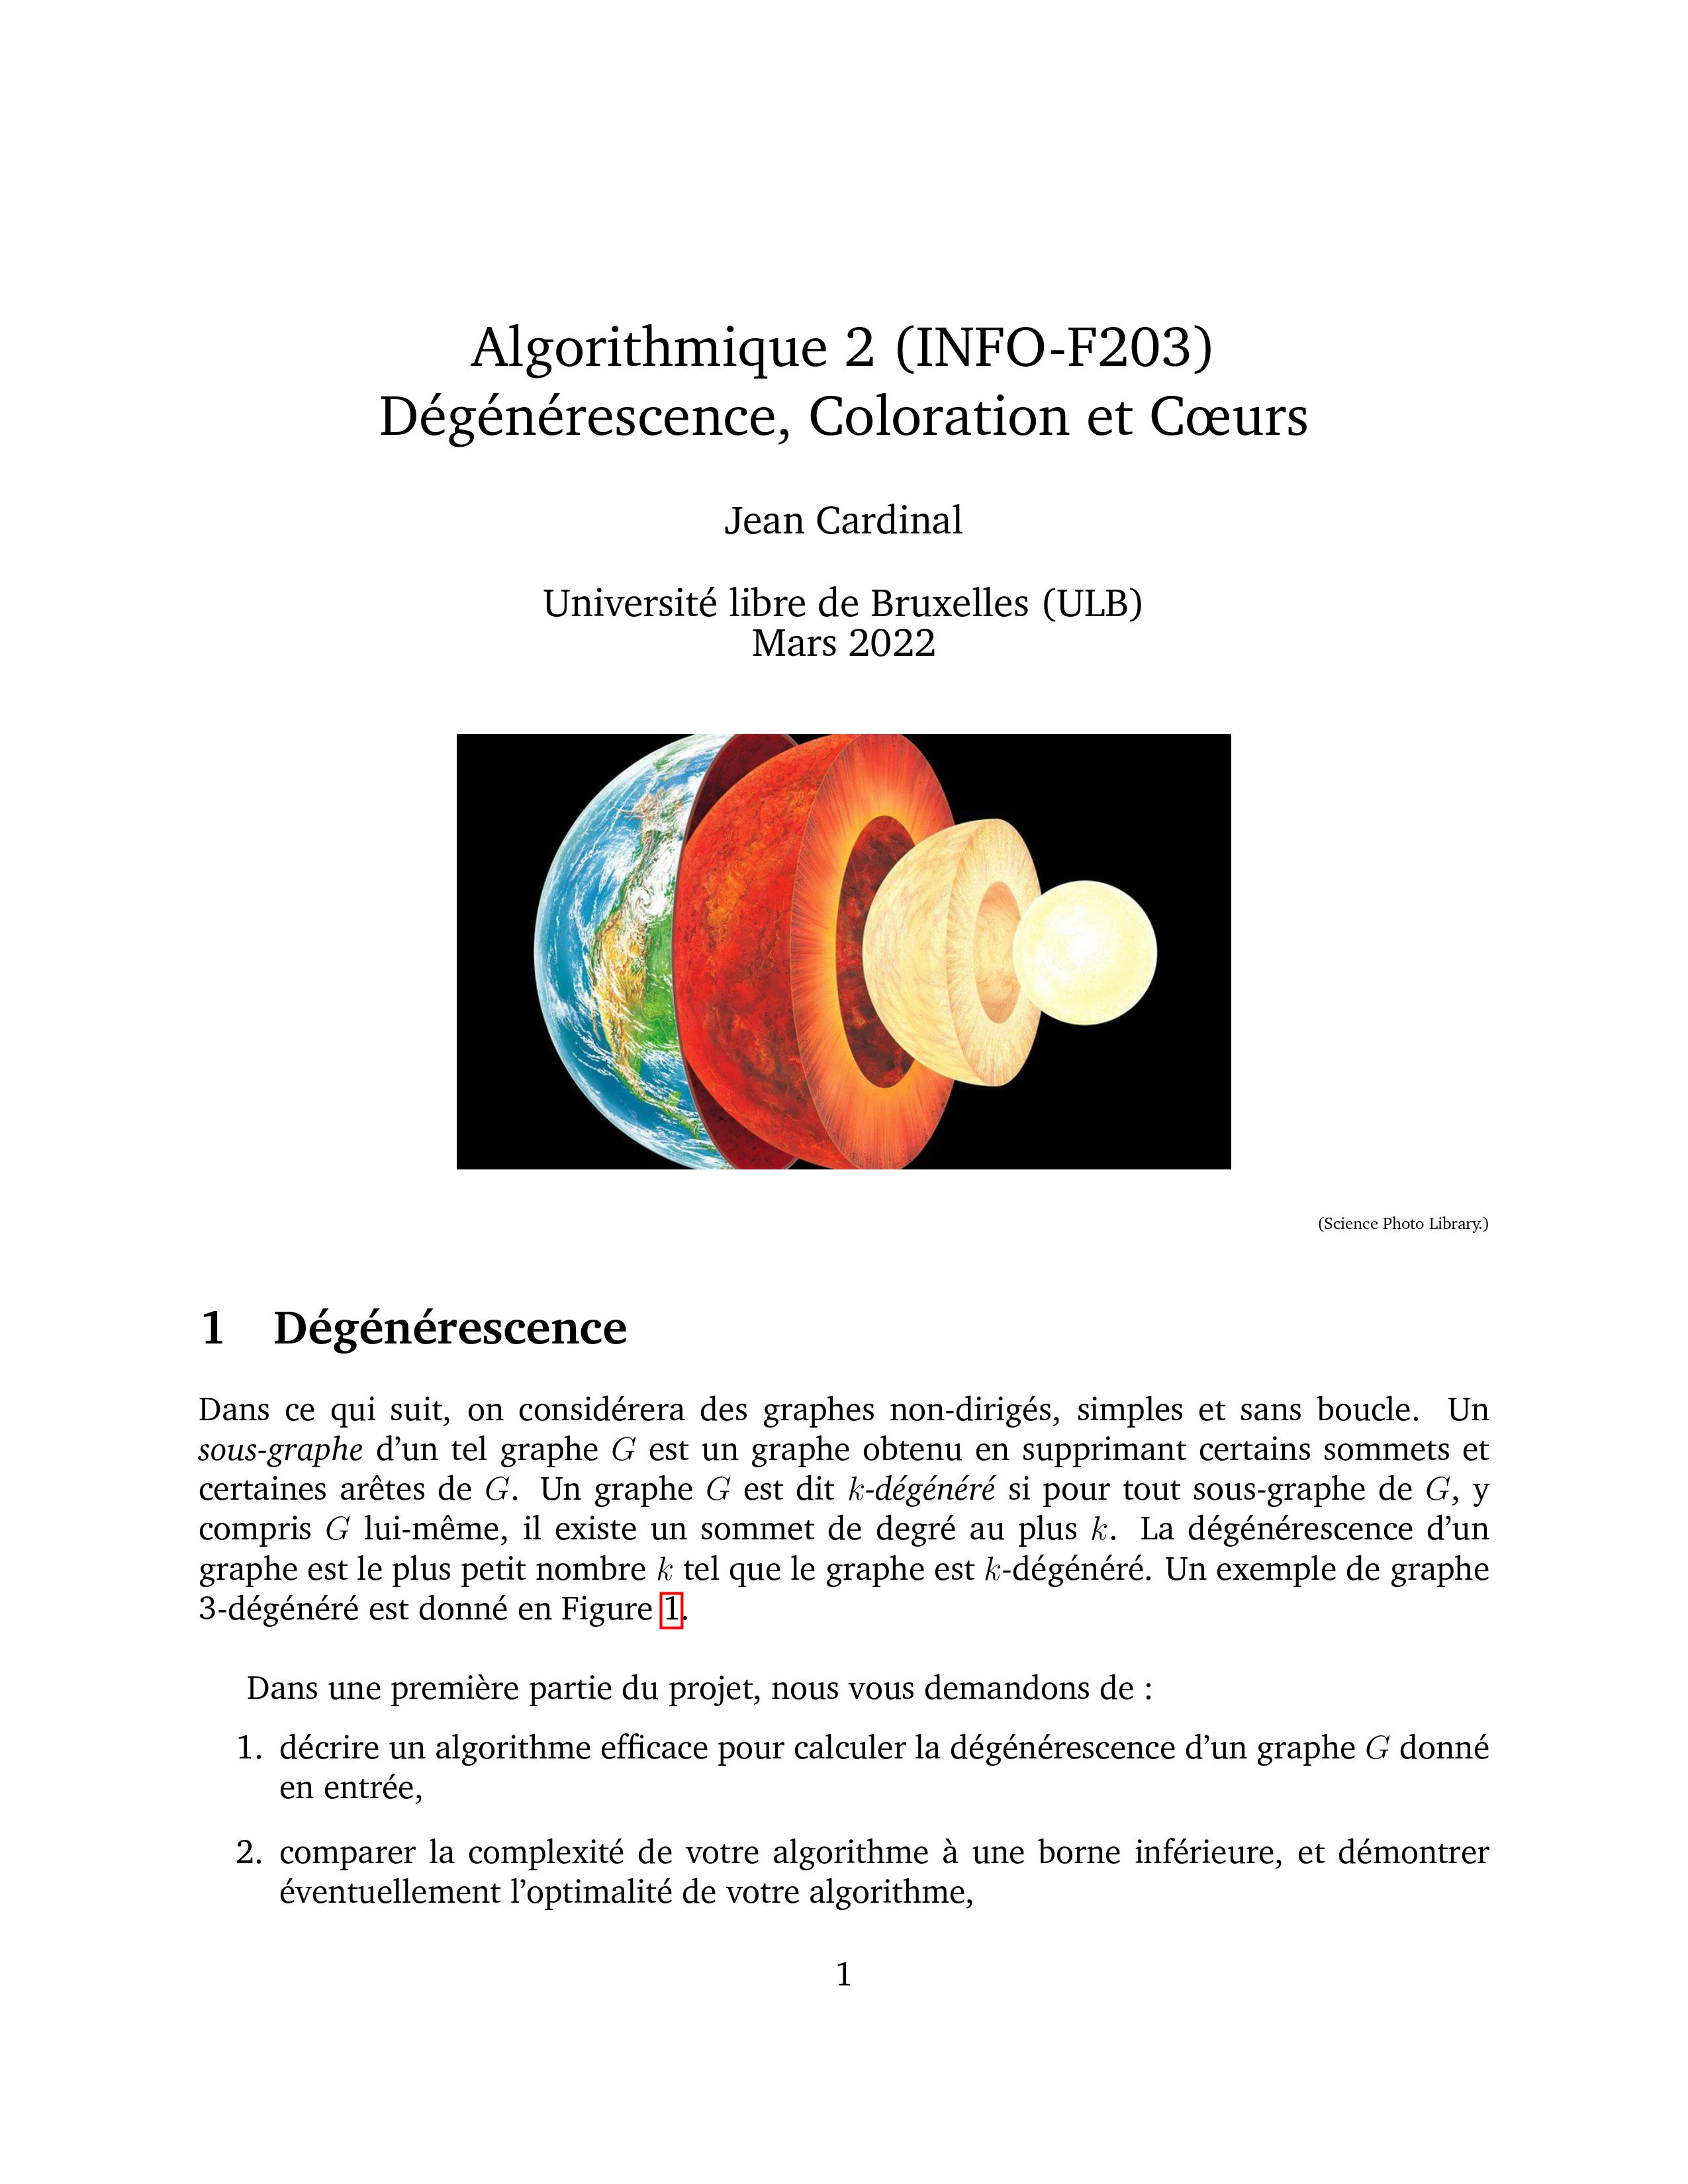 Algorithmique 2 (INFO-F203)
Dégénérescence, Coloration et Cœurs
Jean Cardinal
Université libre de Bruxelles (ULB)
Mars 2022
(Science Photo Library.)
1 Dégénérescence
Dans ce qui suit, on considérera des graphes non-dirigés, simples et sans boucle. Un
sous-graphe d'un tel graphe G est un graphe obtenu en supprimant certains sommets et
certaines arêtes de G. Un graphe G est dit k-dégénéré si pour tout sous-graphe de G, y
compris G lui-même, il existe un sommet de degré au plus k. La dégénérescence d'un
graphe est le plus petit nombre k tel que le graphe est k-dégénéré. Un exemple de graphe
3-dégénéré est donné en Figure 1.
Dans une première partie du projet, nous vous demandons de :
1. décrire un algorithme efficace pour calculer la dégénérescence d'un graphe G donné
en entrée,
2. comparer la complexité de votre algorithme à une borne inférieure, et démontrer
éventuellement l'optimalité de votre algorithme,
1